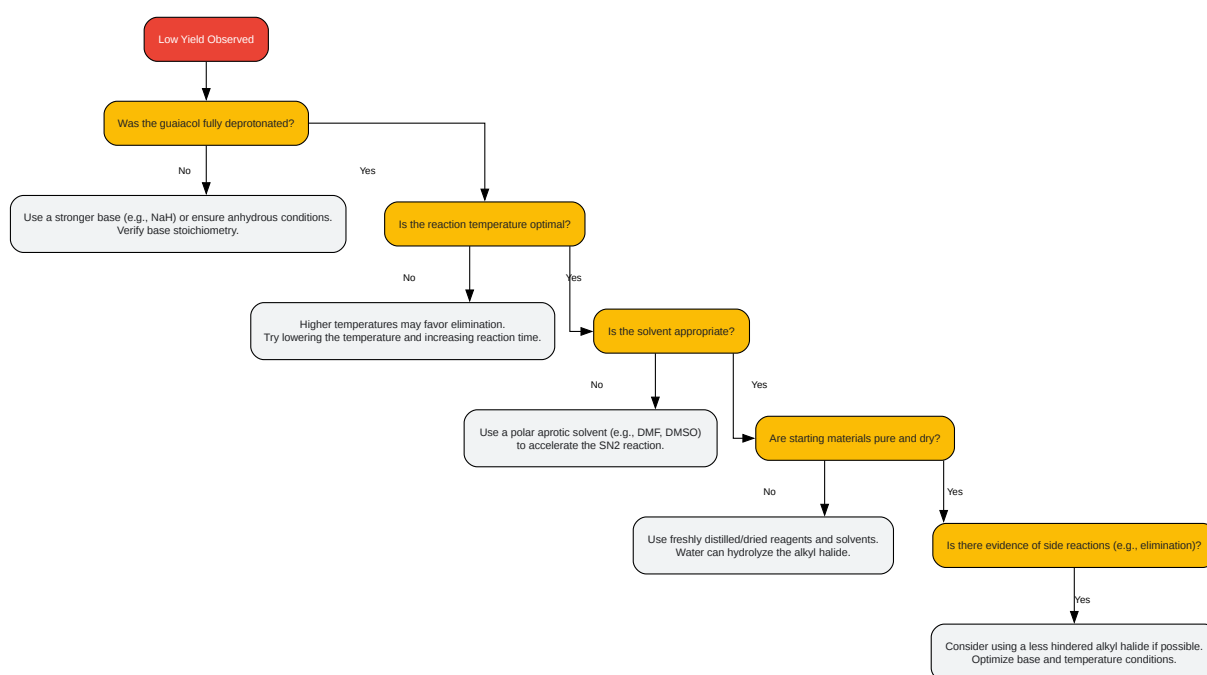 Low Yield Observed
Was the guaiacol fully deprotonated?
No
Yes
Use a stronger base (e.g., NaH) or ensure anhydrous conditions.
Verify base stoichiometry.
Is the reaction temperature optimal?
No
Yes
Higher temperatures may favor elimination.
Try lowering the temperature and increasing reaction time.
Is the solvent appropriate?
No
Yes
Use a polar aprotic solvent (e.g., DMF, DMSO)
to accelerate the SN2 reaction.
Are starting materials pure and dry?
No
Yes
Use freshly distilled/dried reagents and solvents.
Water can hydrolyze the alkyl halide.
Is there evidence of side reactions (e.g., elimination)?
Yes
Consider using a less hindered alkyl halide if possible.
Optimize base and temperature conditions.